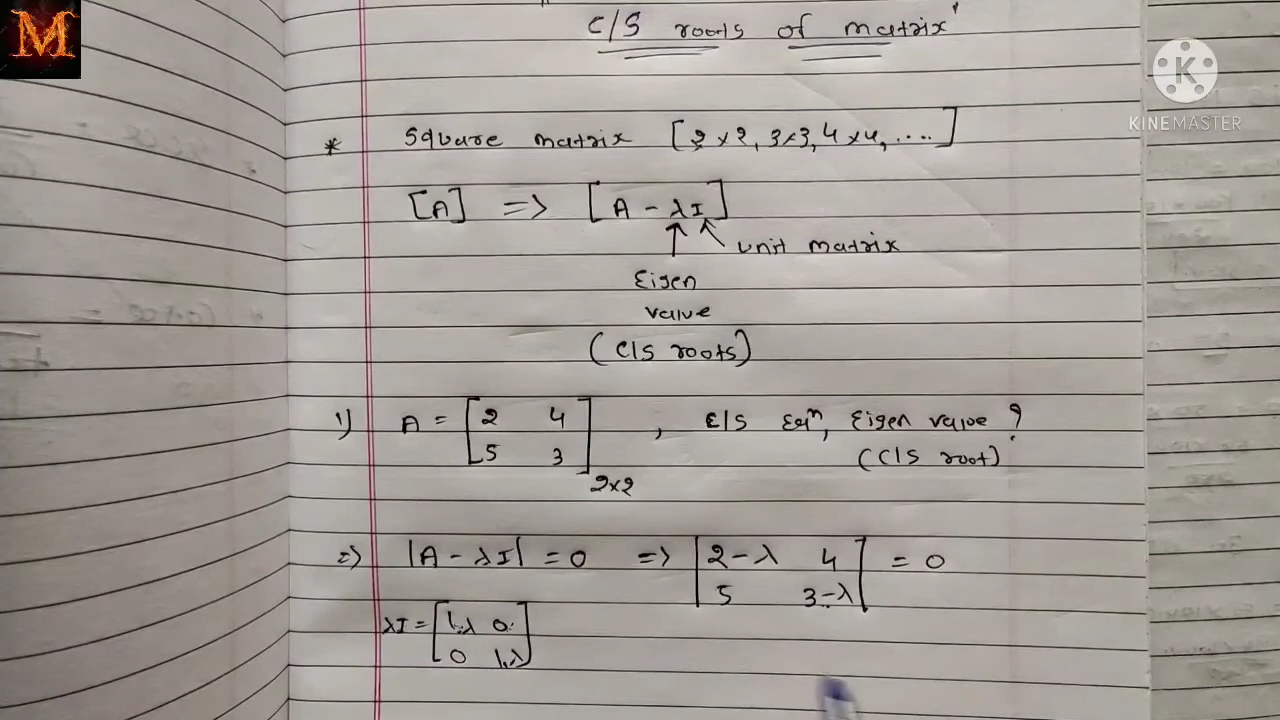 M
C/S roots of matrix
K
KINEMASTER
* Square matrix [2×2, 3×3, 4×4, ....]
[A] => [A - λI]
unit matrix
Eigen
value
(C/S roots)
1) A = [2 4
5 3]2×2 , C/S Eqn, Eigen value ?
(C/S root)
=> |A - λI| = 0 => |2-λ 4
5 3-λ| = 0
λI = [1.λ 0
0 1.λ]